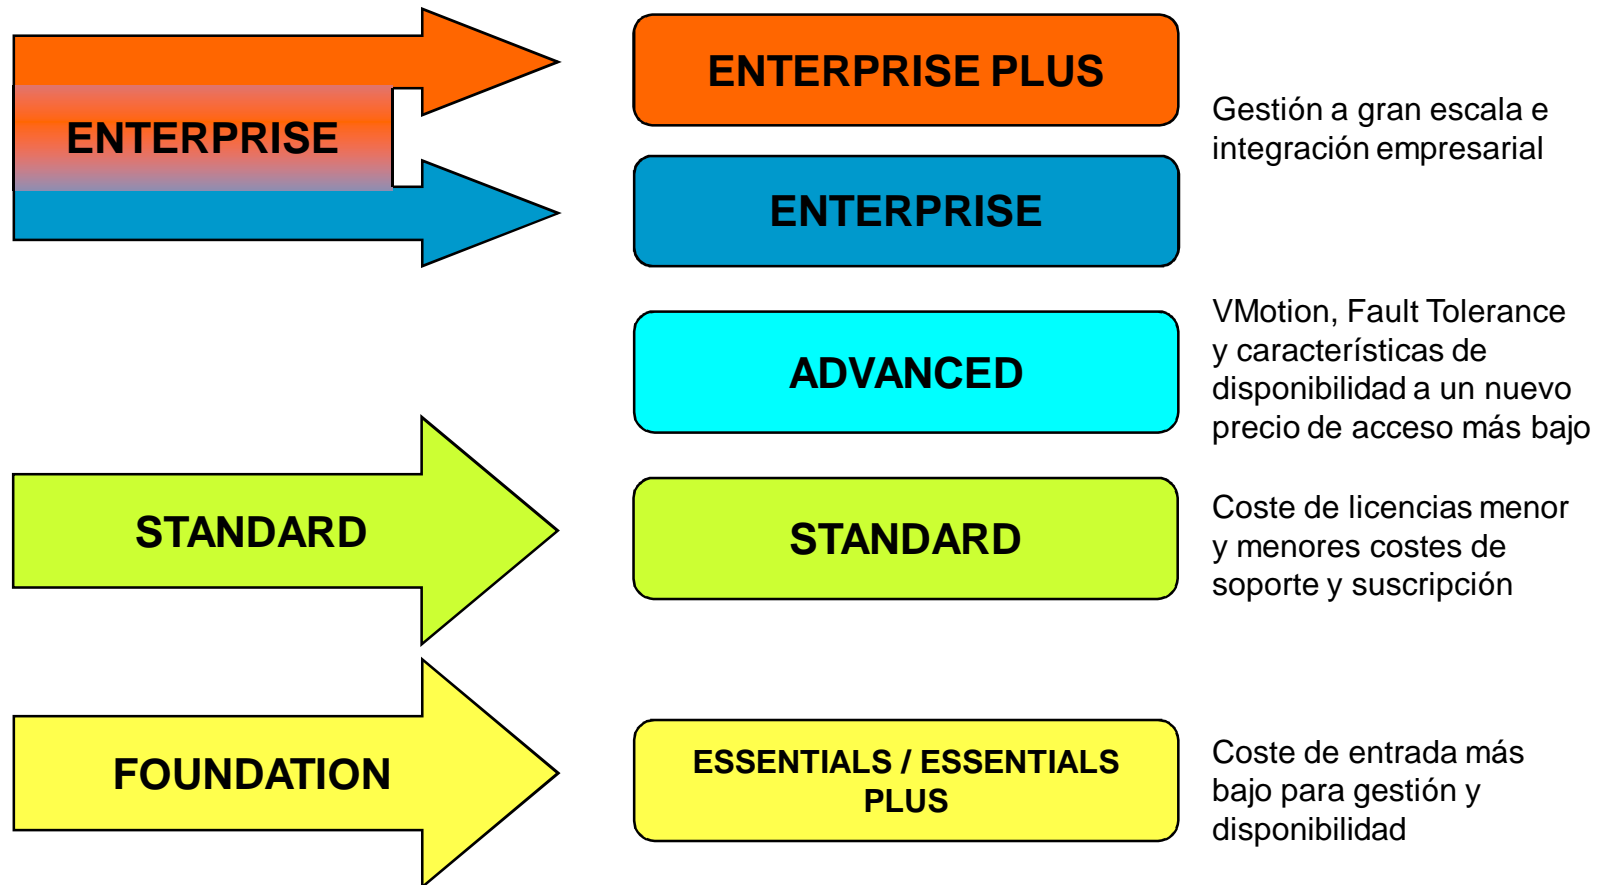 ENTERPRISE
ENTERPRISE PLUS
ENTERPRISE
Gestión a gran escala e
integración empresarial
ADVANCED
VMotion, Fault Tolerance
y características de
disponibilidad a un nuevo
precio de acceso más bajo
STANDARD
STANDARD
Coste de licencias menor
y menores costes de
soporte y suscripción
FOUNDATION
ESSENTIALS / ESSENTIALS
PLUS
Coste de entrada más
bajo para gestión y
disponibilidad